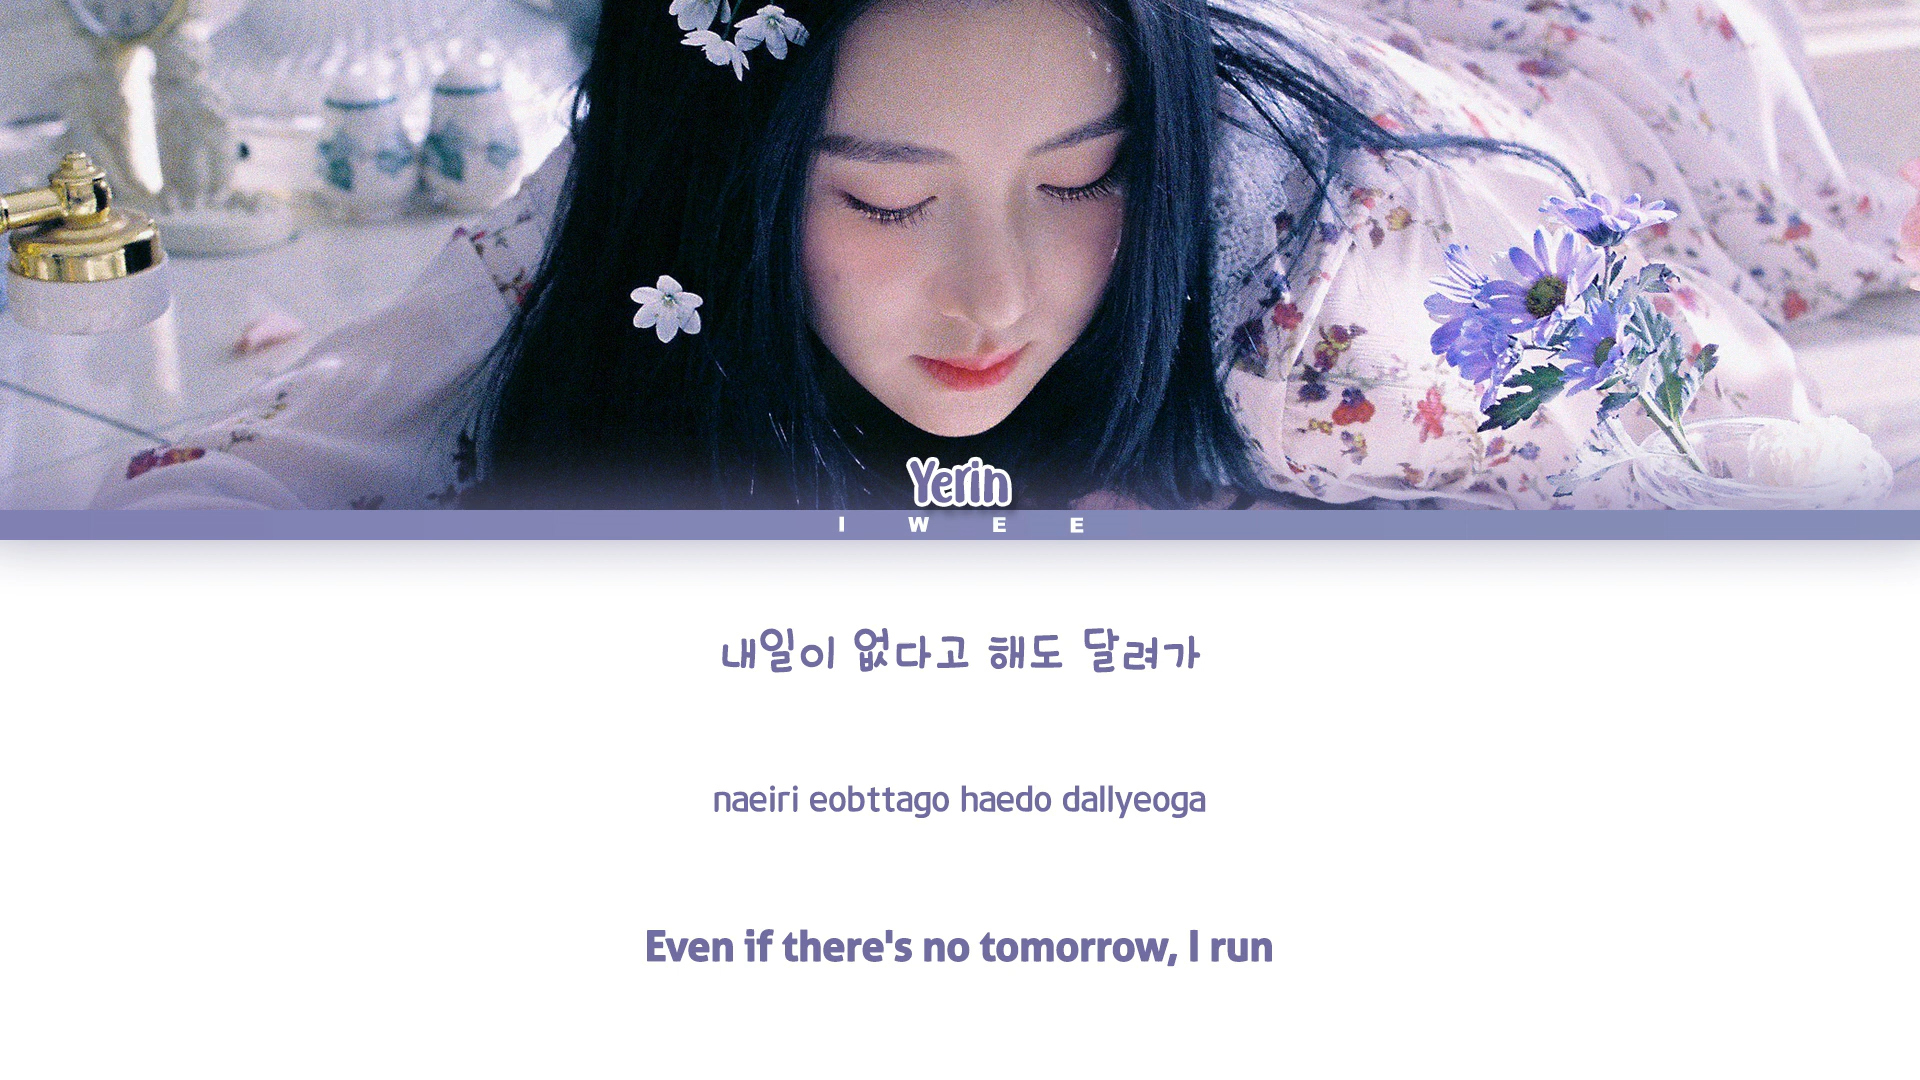 Yerin
I W E E
내일이 없다고 해도 달려가
naeiri eobttago haedo dallyeoga
Even if there's no tomorrow, I run